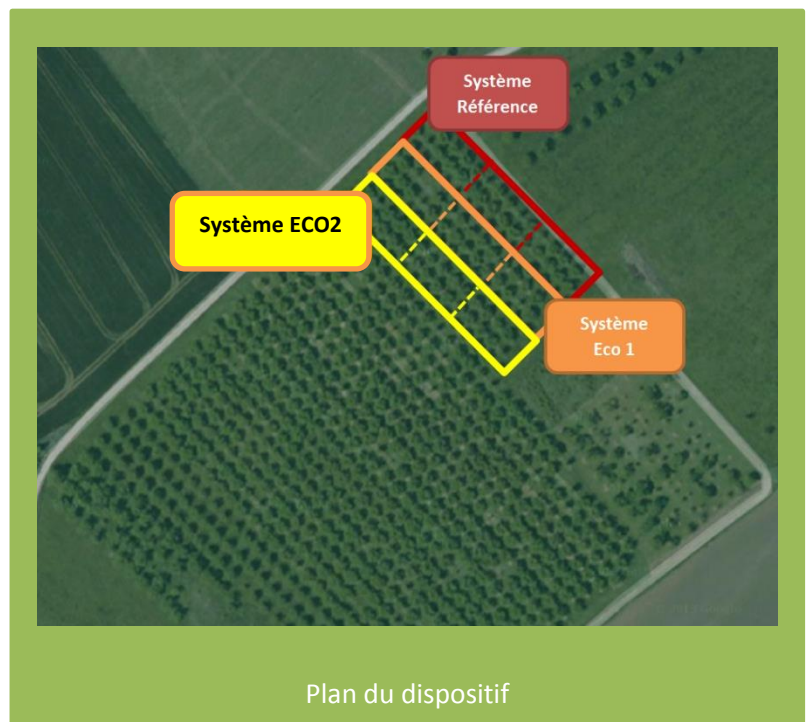 Système
Référence
Système ECO2
Système
Eco 1
Plan du dispositif